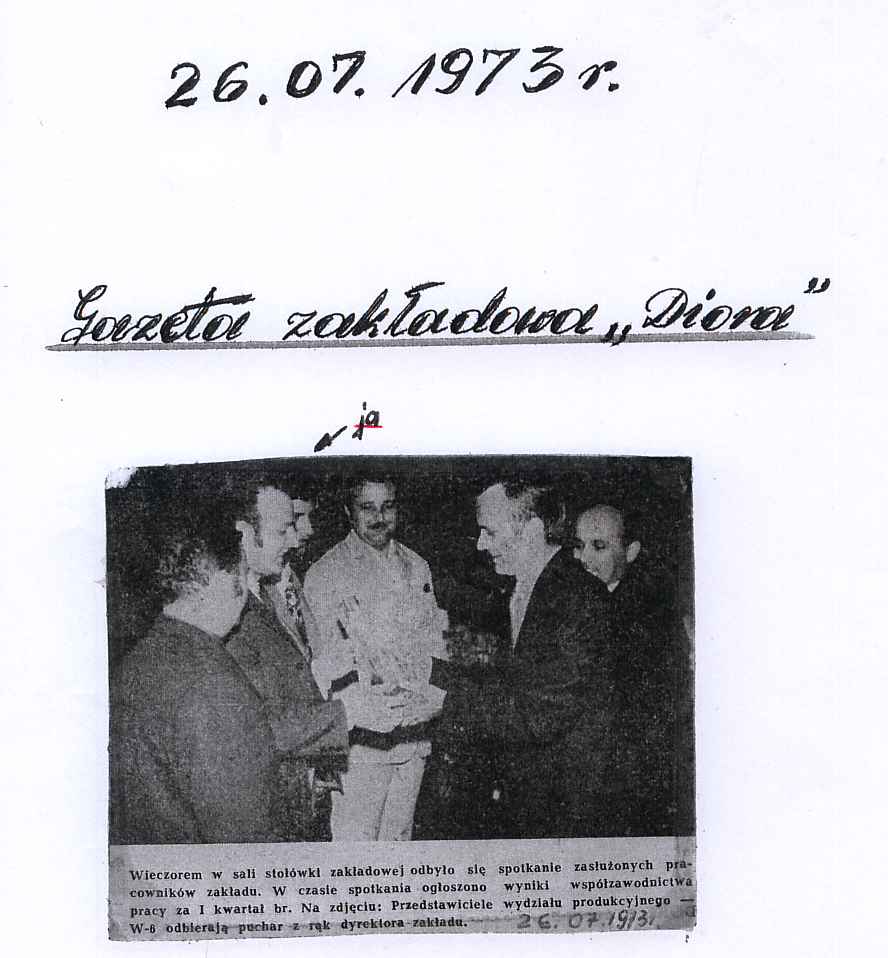 26.07.1973 r.
Gazeta zakładowa „Diora”
ja
Wieczorem w sali stołówki zakładowej odbyło się spotkanie zasłużonych pra-
cowników zakładu. W czasie spotkania ogłoszono wyniki współzawodnictwa
pracy za I kwartał br. Na zdjęciu: Przedstawiciele wydziału produkcyjnego —
W-6 odbierają puchar z rąk dyrektora zakładu.
26.07.1973.